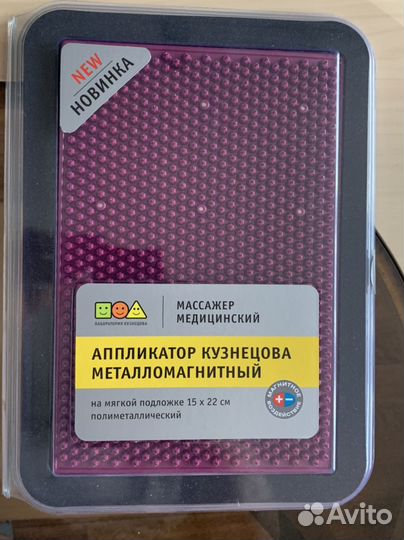 NEW
НОВИНКА
ЛАБОРАТОРИЯ КУЗНЕЦОВА
МАССАЖЕР
МЕДИЦИНСКИЙ
АППЛИКАТОР КУЗНЕЦОВА
МЕТАЛЛОМАГНИТНЫЙ
на мягкой подложке 15 х 22 см
полиметаллический
МАГНИТНОЕ
ВОЗДЕЙСТВИЕ
Avito